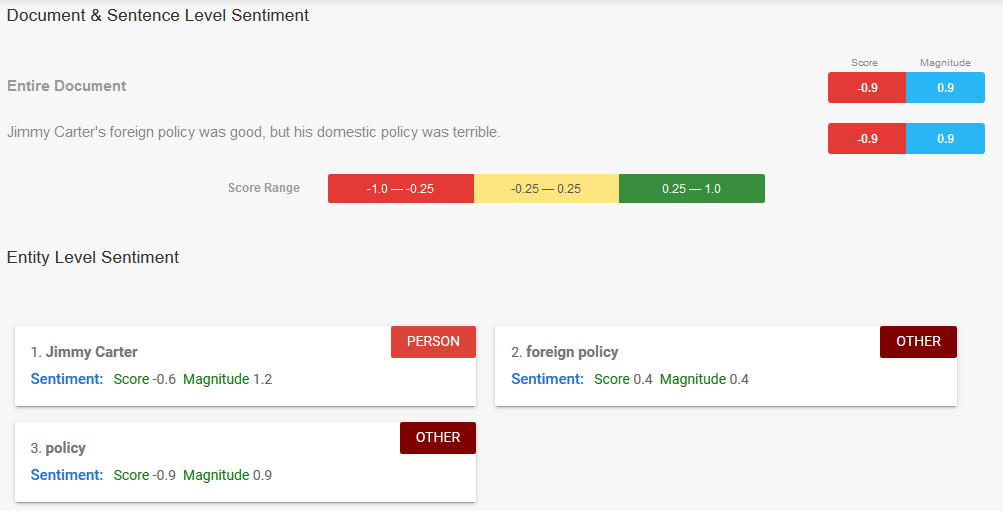 Document & Sentence Level Sentiment
Score Magnitude
Entire Document -0.9 0.9
Jimmy Carter's foreign policy was good, but his domestic policy was terrible. -0.9 0.9
Score Range -1.0 — -0.25 -0.25 — 0.25 0.25 — 1.0
Entity Level Sentiment
PERSON
1. Jimmy Carter
Sentiment: Score -0.6 Magnitude 1.2
OTHER
2. foreign policy
Sentiment: Score 0.4 Magnitude 0.4
OTHER
3. policy
Sentiment: Score -0.9 Magnitude 0.9